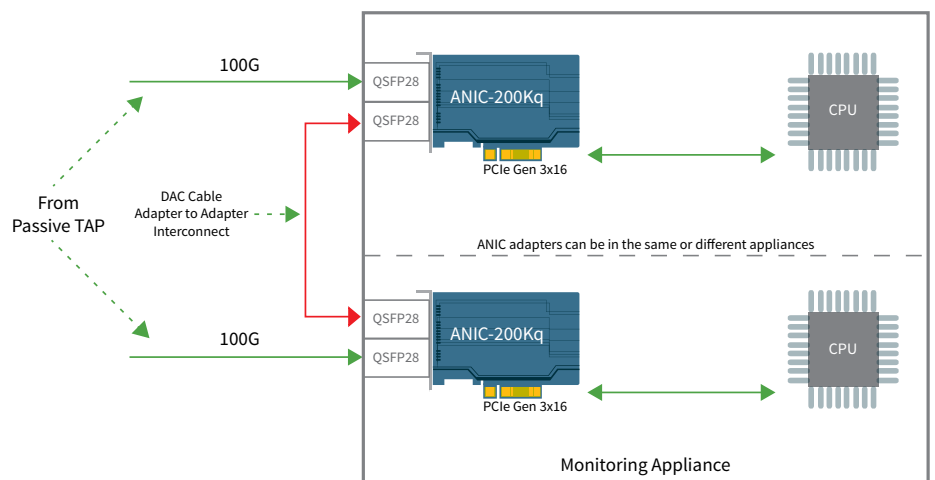 100G
QSFP28
ANIC-200Kq
QSFP28
CPU
PCIe Gen 3x16
From
Passive TAP
DAC Cable
Adapter to Adapter
Interconnect
ANIC adapters can be in the same or different appliances
100G
QSFP28
ANIC-200Kq
QSFP28
CPU
PCIe Gen 3x16
Monitoring Appliance